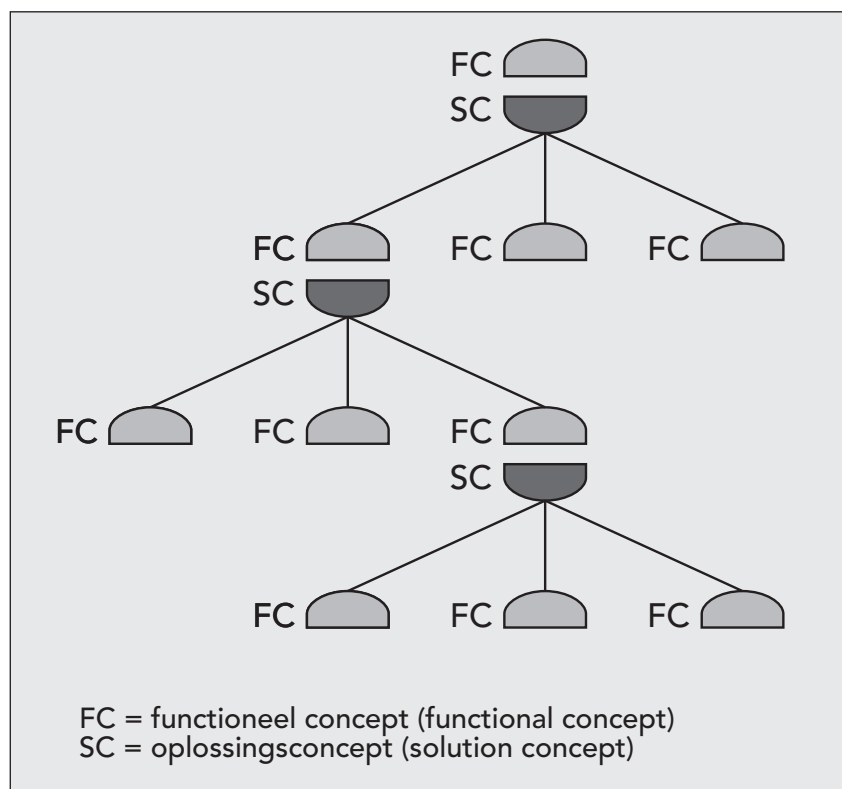 FC
SC
FC FC FC
SC
FC FC FC
SC
FC FC FC
FC = functioneel concept (functional concept)
SC = oplossingsconcept (solution concept)